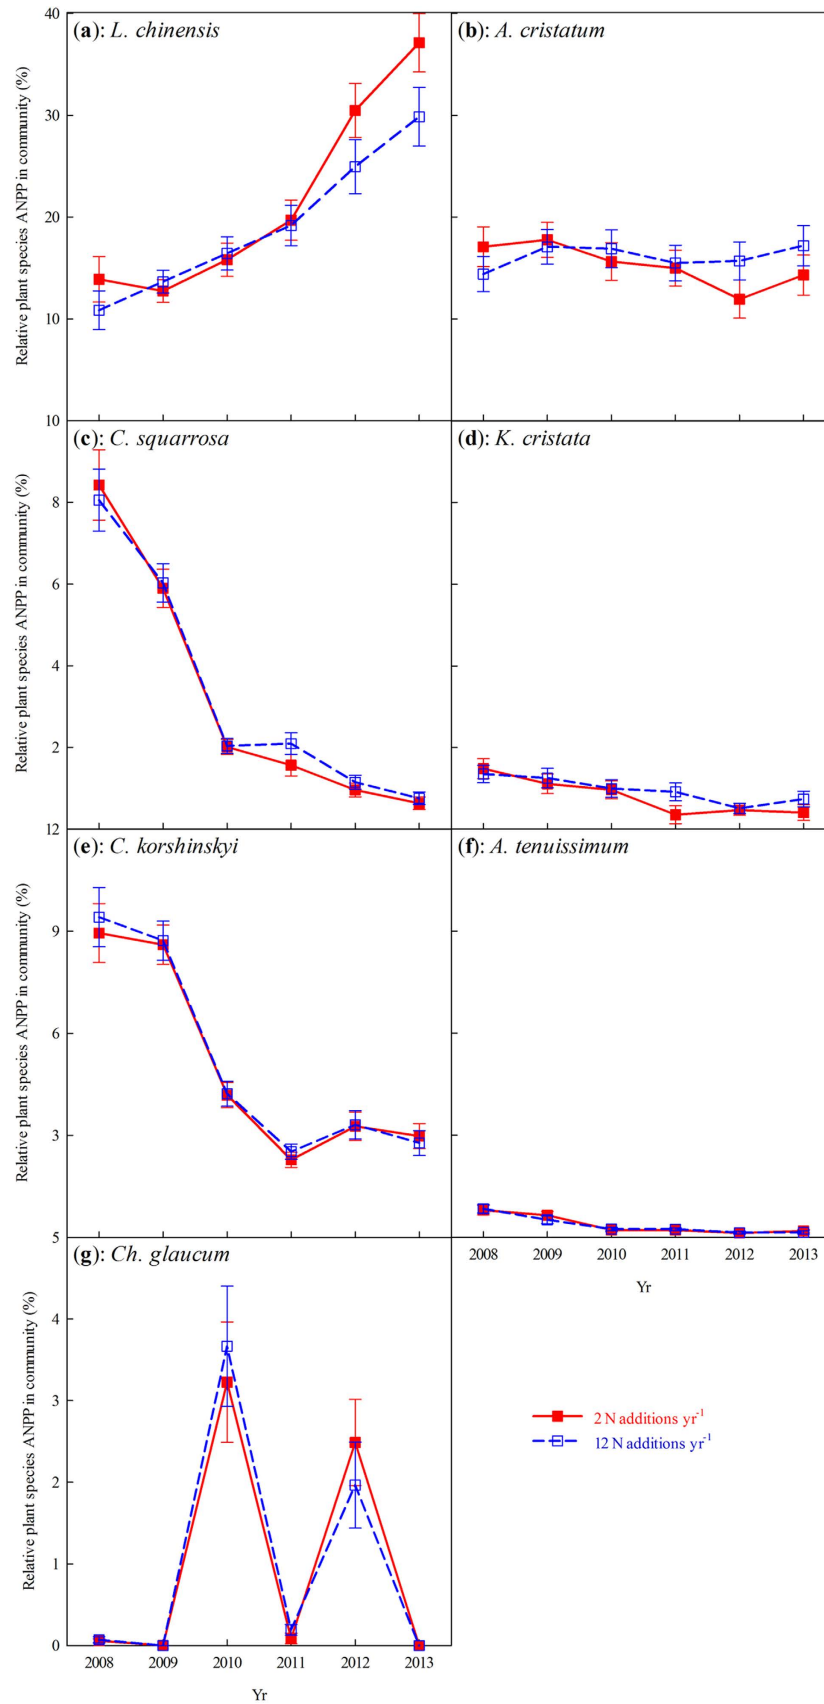 40
(a): L. chinensis
(b): A. cristatum
30
20
10
Relative plant species ANPP in community (%)
10
(c): C. squarrosa
(d): K. cristata
8
6
4
2
Relative plant species ANPP in community (%)
12
(e): C. korshinskyi
(f): A. tenuissimum
9
6
3
Relative plant species ANPP in community (%)
5
2008 2009 2010 2011 2012 2013
Yr
(g): Ch. glaucum
4
3
2
1
0
Relative plant species ANPP in community (%)
2008 2009 2010 2011 2012 2013
Yr
2 N additions yr⁻¹
12 N additions yr⁻¹